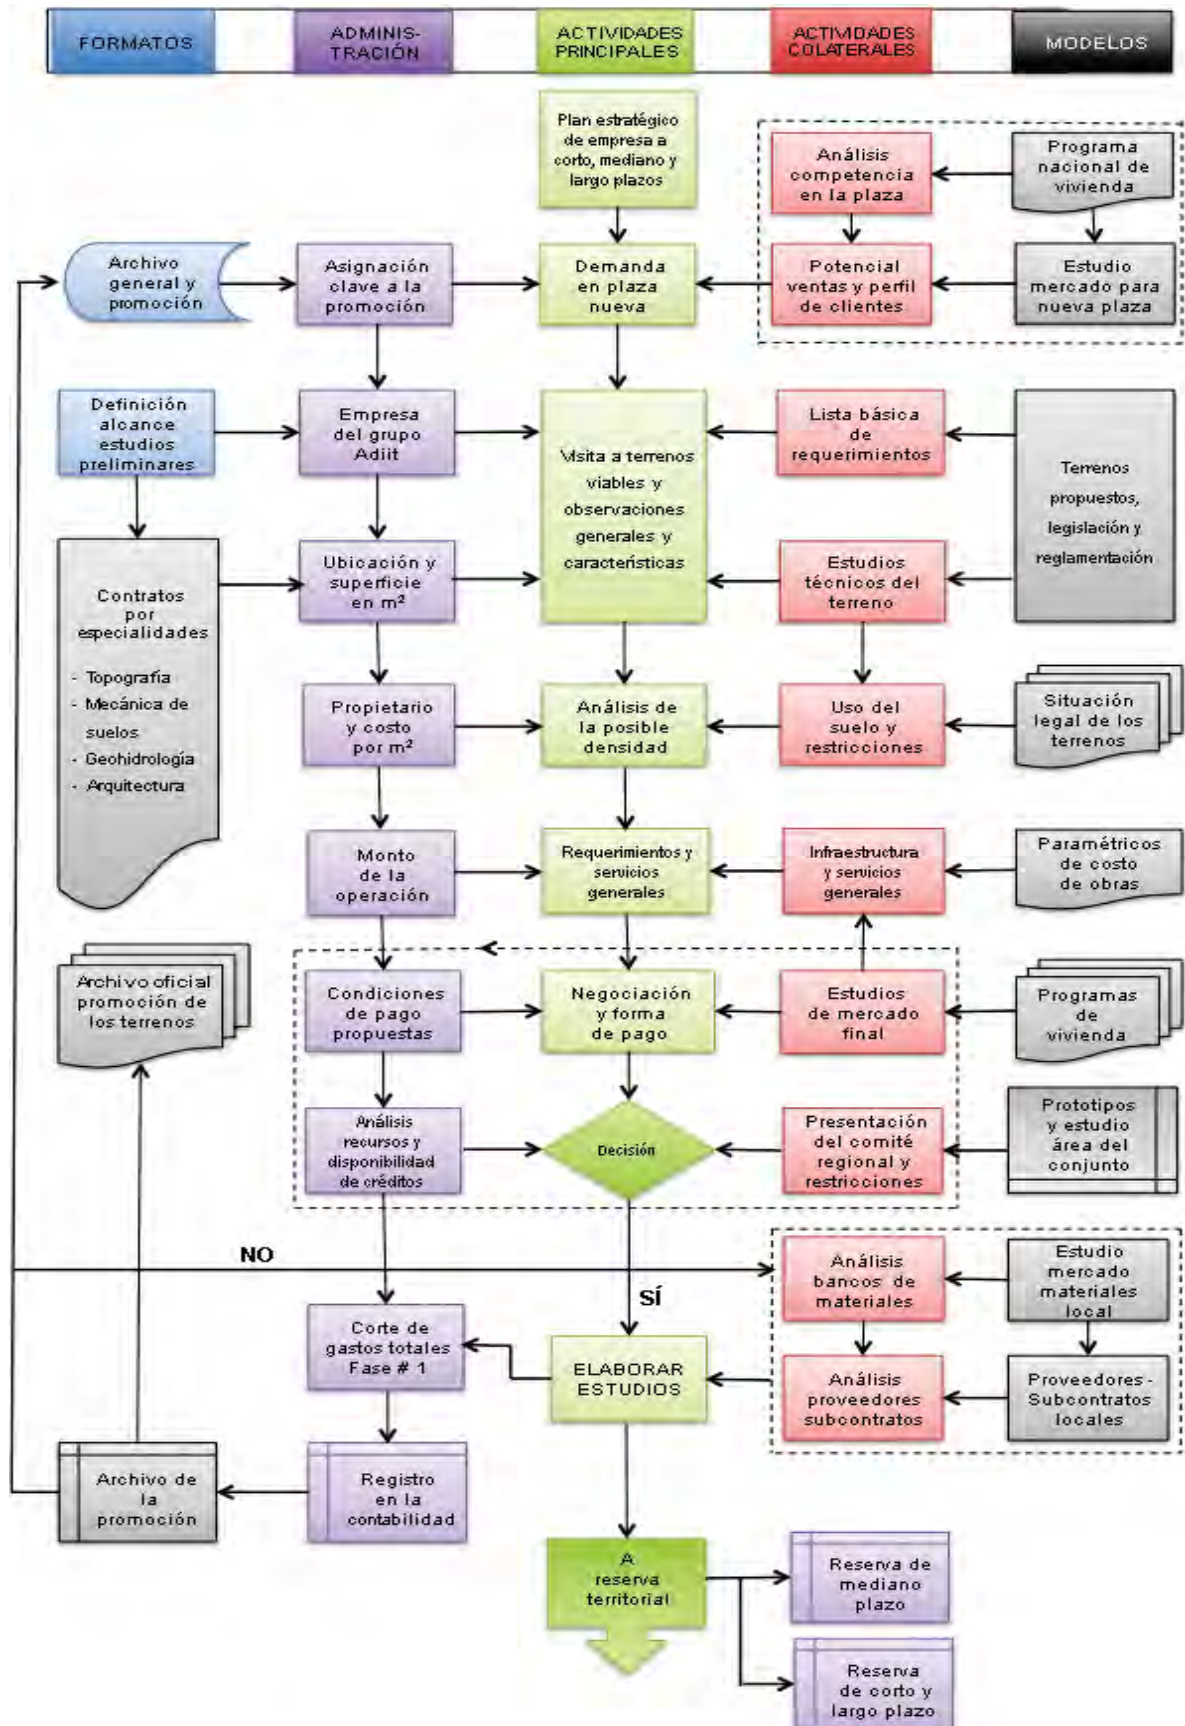 FORMATOS
ADMINIS-
TRACIÓN
ACTIVIDADES
PRINCIPALES
ACTIVIDADES
COLATERALES
MODELOS
Plan estratégico
de empresa a
corto, mediano y
largo plazos
Análisis
competencia
en la plaza
Programa
nacional de
vivienda
Archivo
general y
promoción
Asignación
clave a la
promoción
Demanda
en plaza
nueva
Potencial
ventas y perfil
de clientes
Estudio
mercado para
nueva plaza
Definición
alcance
estudios
preliminares
Empresa
del grupo
Adiit
Visita a terrenos
viables y
observaciones
generales y
características
Lista básica
de
requerimientos
Terrenos
propuestos,
legislación y
reglamentación
Contratos
por
especialidades
- Topografía
- Mecánica de
suelos
- Geohidrología
- Arquitectura
Ubicación y
superficie
en m²
Estudios
técnicos del
terreno
Propietario
y costo
por m²
Análisis de
la posible
densidad
Uso del
suelo y
restricciones
Situación
legal de los
terrenos
Monto
de la
operación
Requerimientos y
servicios
generales
Infraestructura
y servicios
generales
Paramétricos
de costo
de obras
Archivo oficial
promoción de
los terrenos
Condiciones
de pago
propuestas
Negociación
y forma
de pago
Estudios
de mercado
final
Programas
de
vivienda
Análisis
recursos y
disponibilidad
de créditos
Decisión
Presentación
del comité
regional y
restricciones
Prototipos
y estudio
área del
conjunto
NO
SÍ
Análisis
bancos de
materiales
Estudio
mercado
materiales
local
Corte de
gastos totales
Fase # 1
ELABORAR
ESTUDIOS
Análisis
proveedores
subcontratos
Proveedores -
Subcontratos
locales
Archivo de
la
promoción
Registro
en la
contabilidad
A
reserva
territorial
Reserva de
mediano
plazo
Reserva
de corto y
largo plazo